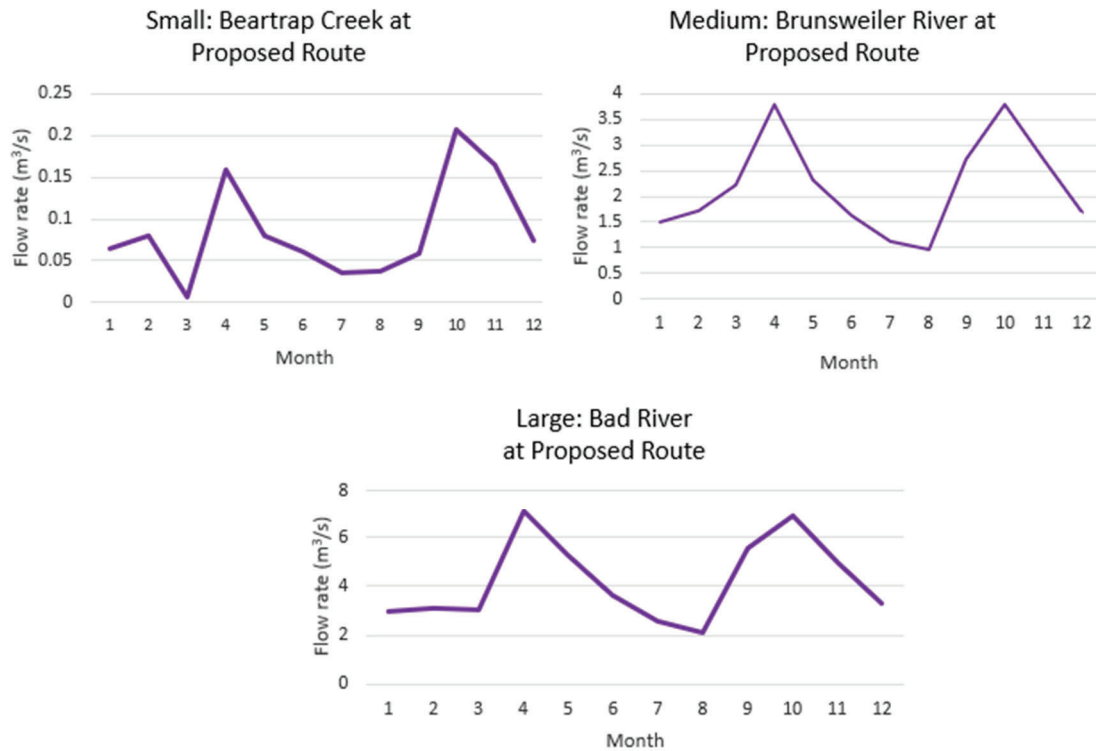 Small: Beartrap Creek at
Proposed Route
0.25
0.2
0.15
0.1
0.05
0
Flow rate (m³/s)
1 2 3 4 5 6 7 8 9 10 11 12
Month
Medium: Brunsweiler River at
Proposed Route
4
3.5
3
2.5
2
1.5
1
0.5
0
Flow rate (m³/s)
1 2 3 4 5 6 7 8 9 10 11 12
Month
Large: Bad River
at Proposed Route
8
6
4
2
0
Flow rate (m³/s)
1 2 3 4 5 6 7 8 9 10 11 12
Month